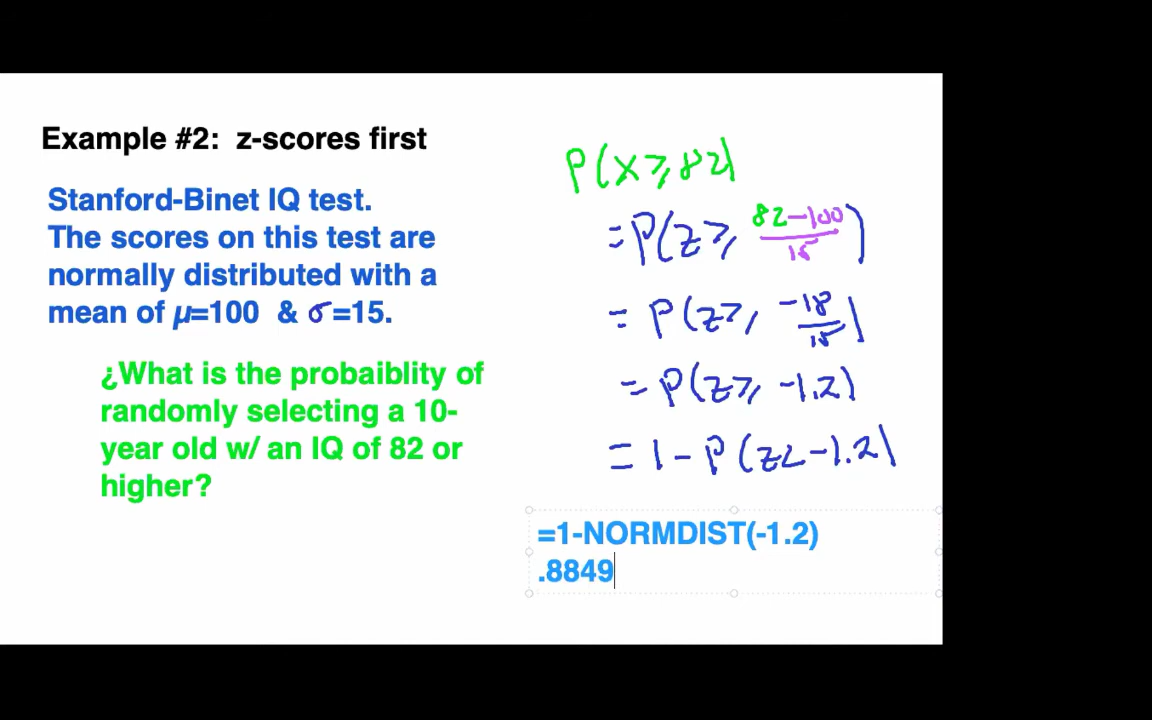 Example #2:  z-scores first
Stanford-Binet IQ test.
The scores on this test are
normally distributed with a
mean of μ=100  & σ=15.
¿What is the probaiblity of
randomly selecting a 10-
year old w/ an IQ of 82 or
higher?
P(X≥82)
=P(z≥ (82-100)/15)
= P(z≥ -18/15)
= P(z≥ -1.2)
= 1-P(z<-1.2)
=1-NORMDIST(-1.2)
.8849